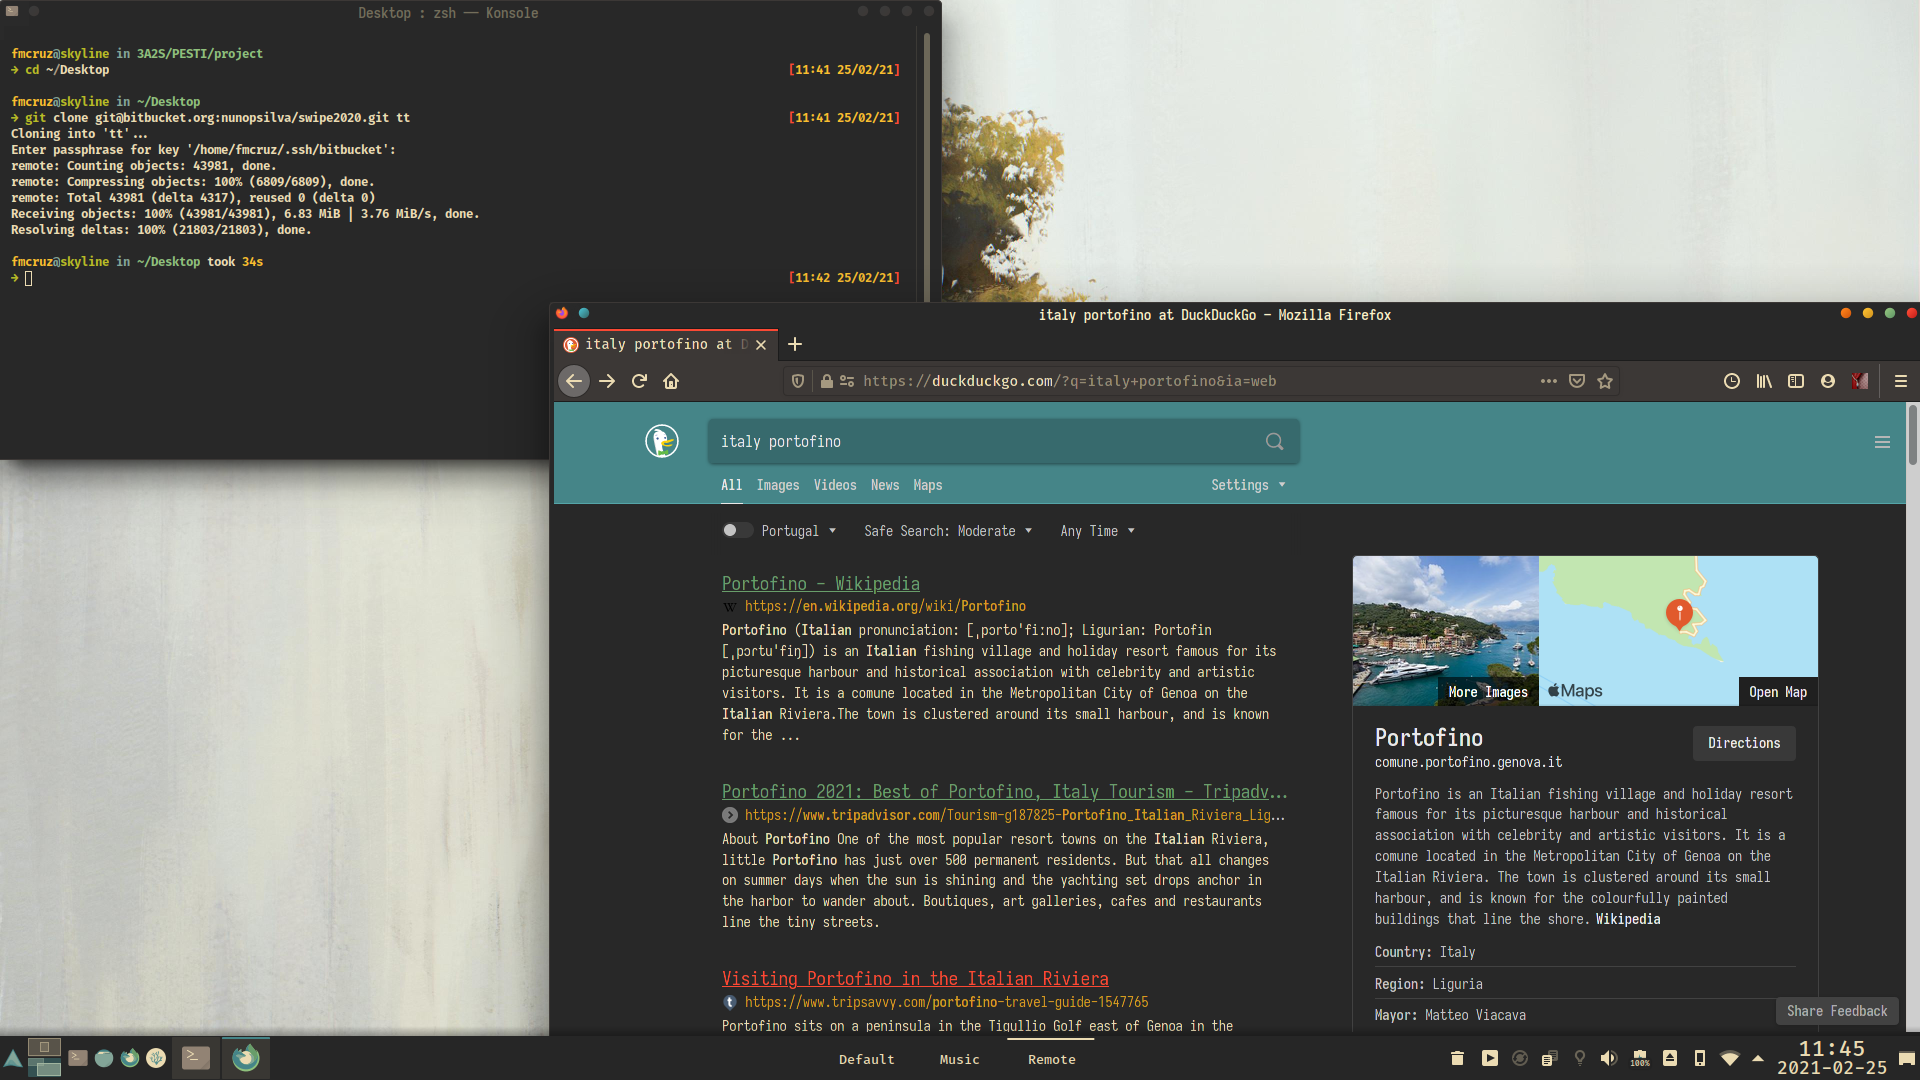 Desktop : zsh — Konsole
fmcruz@skyline in 3A2S/PESTI/project
→ cd ~/Desktop [11:41 25/02/21]
fmcruz@skyline in ~/Desktop
→ git clone git@bitbucket.org:nunopsilva/swipe2020.git tt [11:41 25/02/21]
Cloning into 'tt'...
Enter passphrase for key '/home/fmcruz/.ssh/bitbucket':
remote: Counting objects: 43981, done.
remote: Compressing objects: 100% (6809/6809), done.
remote: Total 43981 (delta 4317), reused 0 (delta 0)
Receiving objects: 100% (43981/43981), 6.83 MiB | 3.76 MiB/s, done.
Resolving deltas: 100% (21803/21803), done.
fmcruz@skyline in ~/Desktop took 34s
→ [11:42 25/02/21]
italy portofino at DuckDuckGo - Mozilla Firefox
italy portofino at D
https://duckduckgo.com/?q=italy+portofino&ia=web
italy portofino
All Images Videos News Maps Settings
Portugal Safe Search: Moderate Any Time
Portofino - Wikipedia
https://en.wikipedia.org/wiki/Portofino
Portofino (Italian pronunciation: [ˌpɔrtoˈfiːno]; Ligurian: Portofin
[ˌpɔrtuˈfiŋ]) is an Italian fishing village and holiday resort famous for its
picturesque harbour and historical association with celebrity and artistic
visitors. It is a comune located in the Metropolitan City of Genoa on the
Italian Riviera.The town is clustered around its small harbour, and is known
for the ...
Portofino 2021: Best of Portofino, Italy Tourism - Tripadv...
https://www.tripadvisor.com/Tourism-g187825-Portofino_Italian_Riviera_Lig...
About Portofino One of the most popular resort towns on the Italian Riviera,
little Portofino has just over 500 permanent residents. But that all changes
on summer days when the sun is shining and the yachting set drops anchor in
the harbor to wander about. Boutiques, art galleries, cafes and restaurants
line the tiny streets.
Visiting Portofino in the Italian Riviera
https://www.tripsavvy.com/portofino-travel-guide-1547765
Portofino sits on a peninsula in the Tigullio Golf east of Genoa in the
More Images
Maps
Open Map
Portofino
Directions
comune.portofino.genova.it
Portofino is an Italian fishing village and holiday resort
famous for its picturesque harbour and historical
association with celebrity and artistic visitors. It is a
comune located in the Metropolitan City of Genoa on the
Italian Riviera. The town is clustered around its small
harbour, and is known for the colourfully painted
buildings that line the shore. Wikipedia
Country: Italy
Region: Liguria
Mayor: Matteo Viacava
Share Feedback
Default Music Remote
100%
11:45
2021-02-25